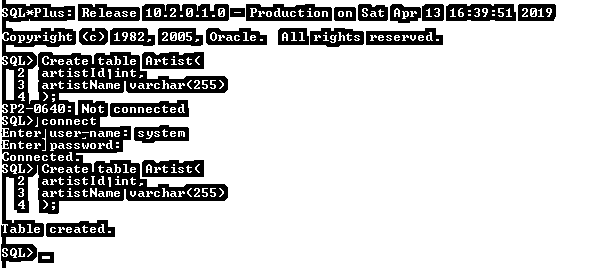 SQL*Plus: Release 10.2.0.1.0 - Production on Sat Apr 13 16:39:51 2019
Copyright (c) 1982, 2005, Oracle. All rights reserved.
SQL> Create table Artist(
2 artistId int,
3 artistName varchar(255)
4 );
SP2-0640: Not connected
SQL> connect
Enter user-name: system
Enter password:
Connected.
SQL> Create table Artist(
2 artistId int,
3 artistName varchar(255)
4 );
Table created.
SQL> _